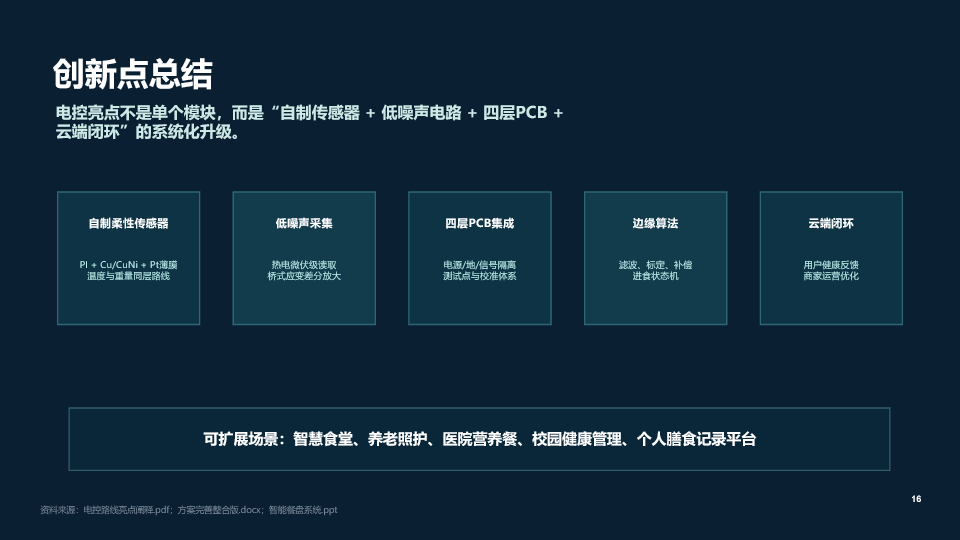 创新点总结
电控亮点不是单个模块，而是“自制传感器 + 低噪声电路 + 四层PCB +
云端闭环”的系统化升级。
自制柔性传感器
PI + Cu/CuNi + Pt薄膜
温度与重量同层路线
低噪声采集
热电微伏级读取
桥式应变差分放大
四层PCB集成
电源/地/信号隔离
测试点与校准体系
边缘算法
滤波、标定、补偿
进食状态机
云端闭环
用户健康反馈
商家运营优化
可扩展场景：智慧食堂、养老照护、医院营养餐、校园健康管理、个人膳食记录平台
16
资料来源：电控路线亮点阐释.pdf；方案完善整合版.docx；智能餐盘系统.ppt